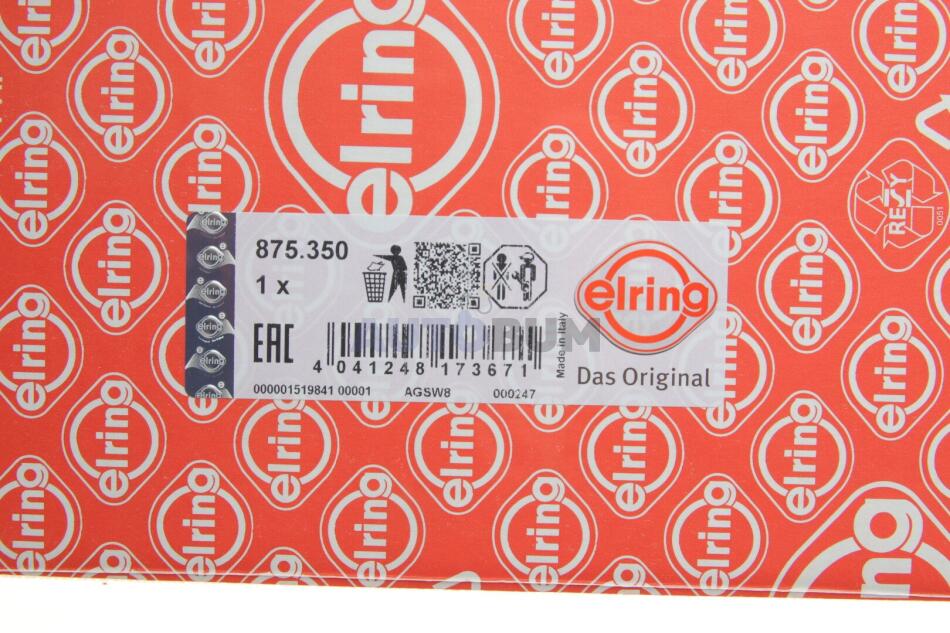 875.350
1 x
EAC
4 041248 173671
000001519841 00001 AGSW8 000247
Made in Italy
elring
Das Original
AUTOBUM
REZY
elring